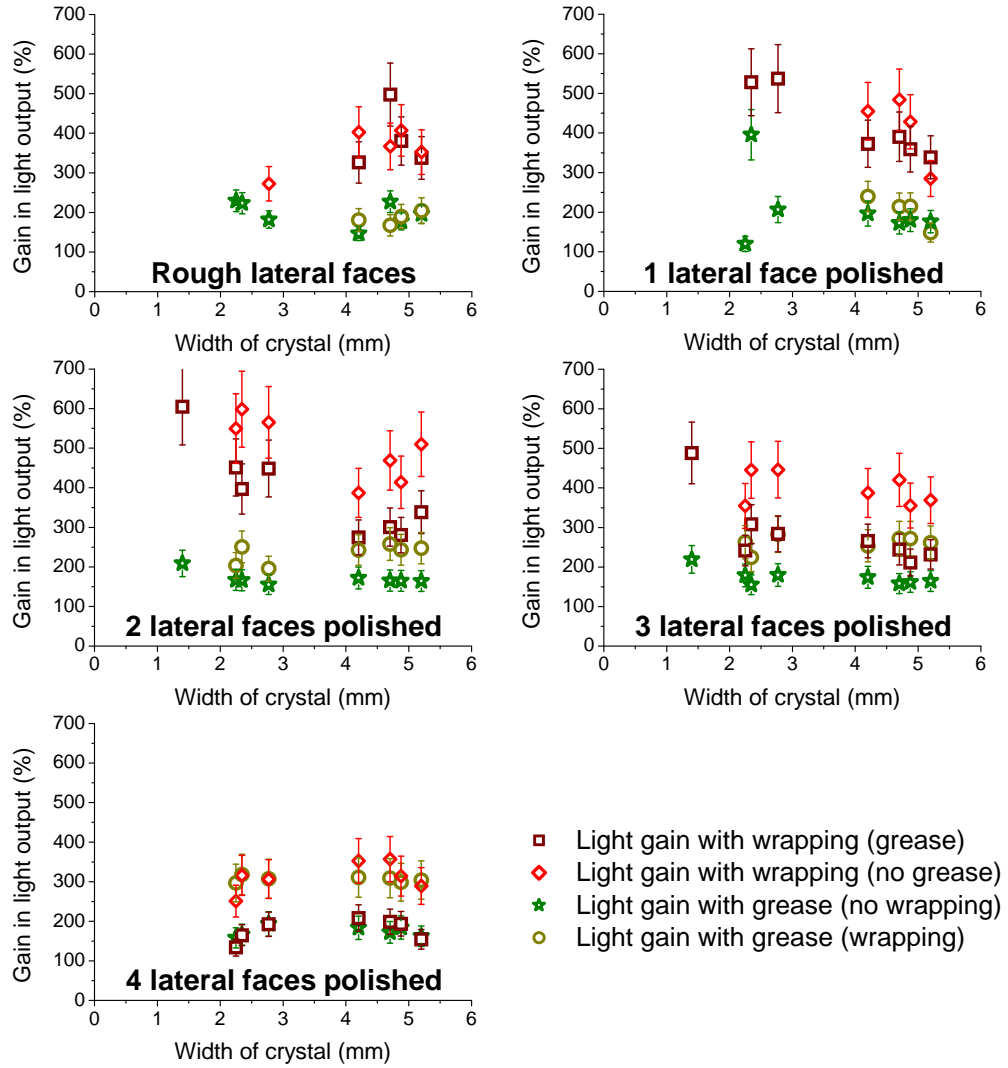 700
600
500
400
300
200
100
0
Gain in light output (%)
Rough lateral faces
0 1 2 3 4 5 6
Width of crystal (mm)
700
600
500
400
300
200
100
0
Gain in light output (%)
1 lateral face polished
0 1 2 3 4 5 6
Width of crystal (mm)
700
600
500
400
300
200
100
0
Gain in light output (%)
2 lateral faces polished
0 1 2 3 4 5 6
Width of crystal (mm)
700
600
500
400
300
200
100
0
Gain in light output (%)
3 lateral faces polished
0 1 2 3 4 5 6
Width of crystal (mm)
700
600
500
400
300
200
100
0
Gain in light output (%)
4 lateral faces polished
0 1 2 3 4 5 6
Width of crystal (mm)
Light gain with wrapping (grease)
Light gain with wrapping (no grease)
Light gain with grease (no wrapping)
Light gain with grease (wrapping)